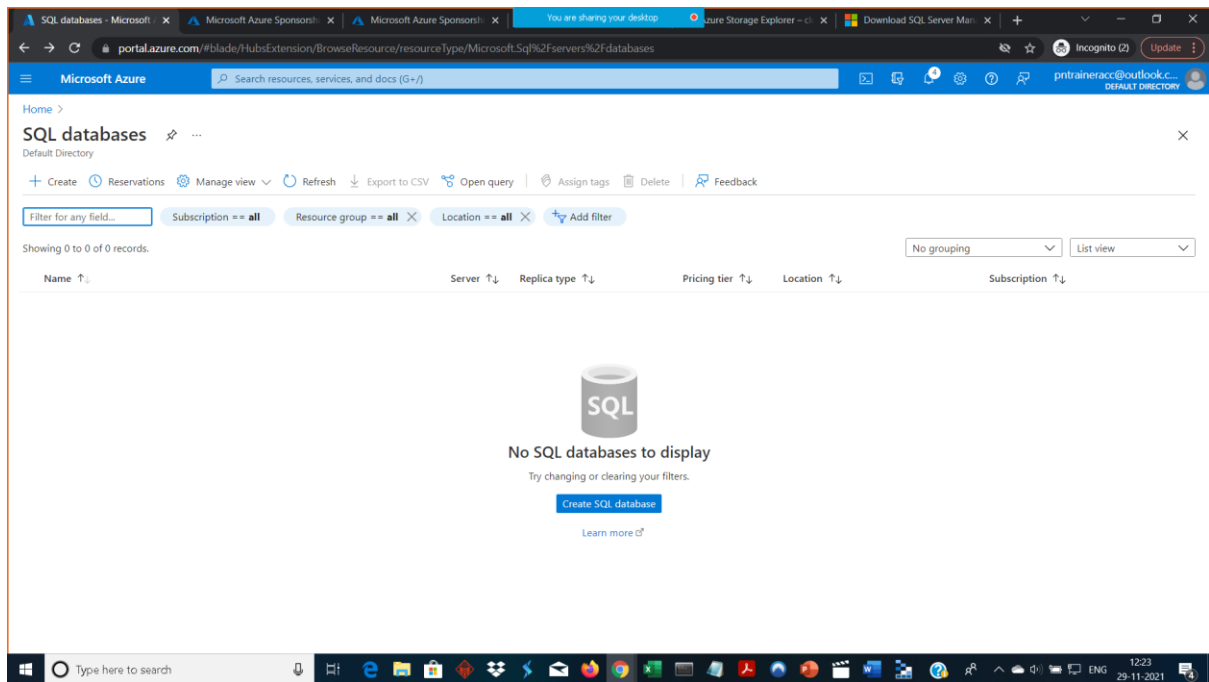 SQL databases - Microsoft A
Microsoft Azure Sponsorsh
Microsoft Azure Sponsorsh
You are sharing your desktop
zure Storage Explorer – cl
Download SQL Server Man
portal.azure.com/#blade/HubsExtension/BrowseResource/resourceType/Microsoft.Sql%2Fservers%2Fdatabases
Incognito (2)
Update
Microsoft Azure
Search resources, services, and docs (G+/)
4
pntraineracc@outlook.c...
DEFAULT DIRECTORY
Home >
SQL databases
Default Directory
Create
Reservations
Manage view
Refresh
Export to CSV
Open query
Assign tags
Delete
Feedback
Filter for any field...
Subscription == all
Resource group == all
Location == all
Add filter
Showing 0 to 0 of 0 records.
No grouping
List view
Name ↑↓
Server ↑↓
Replica type ↑↓
Pricing tier ↑↓
Location ↑↓
Subscription ↑↓
SQL
No SQL databases to display
Try changing or clearing your filters.
Create SQL database
Learn more
Type here to search
ENG
12:23
29-11-2021
4